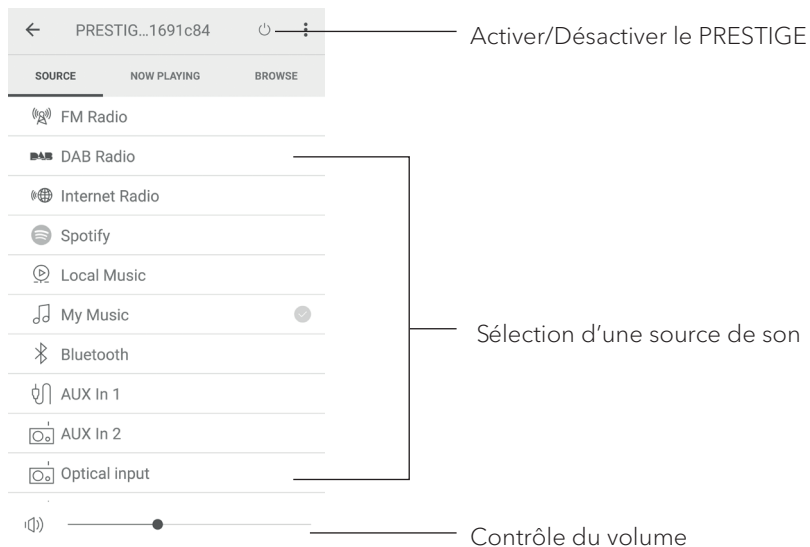 PRESTIG...1691c84
Activer/Désactiver le PRESTIGE
SOURCE NOW PLAYING BROWSE
FM Radio
DAB DAB Radio
Internet Radio
Spotify
Local Music
My Music
Bluetooth
AUX In 1
AUX In 2
Optical input
Sélection d’une source de son
Contrôle du volume